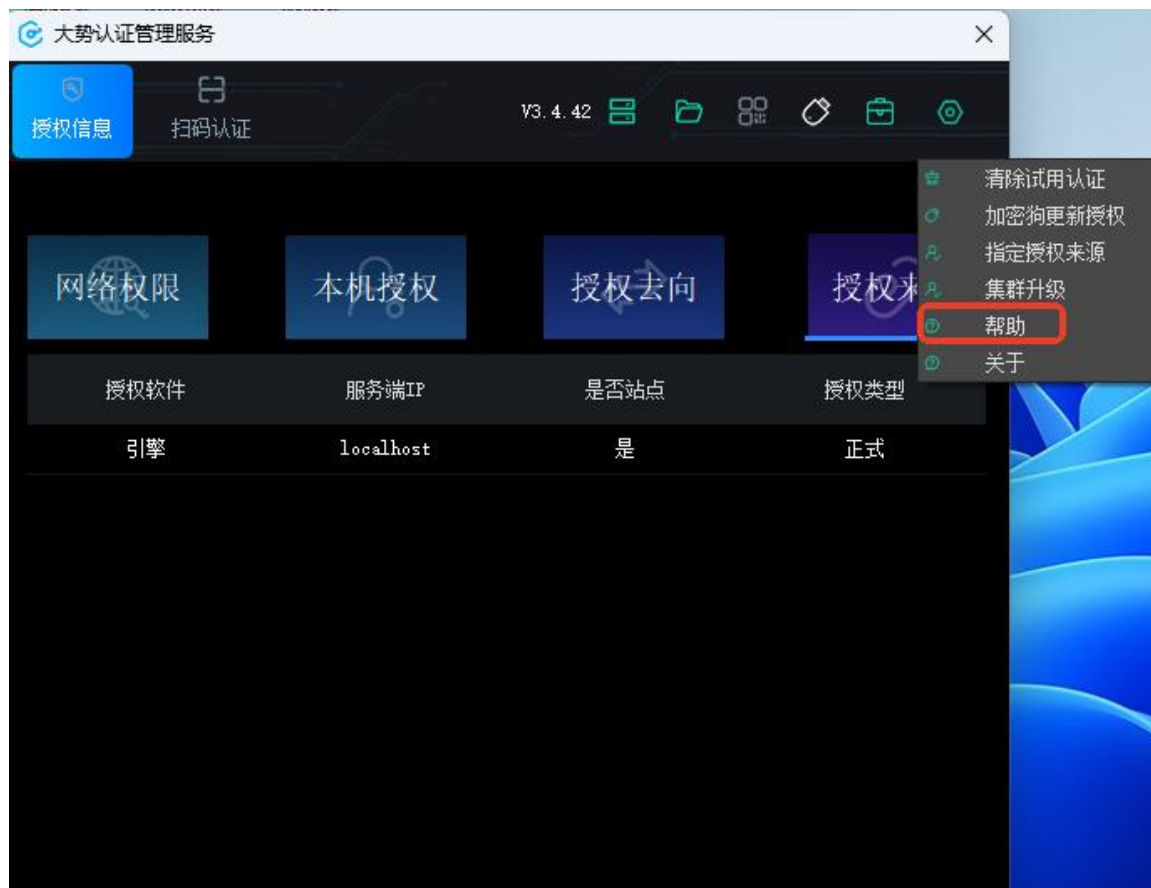 大势认证管理服务
授权信息
扫码认证
V3.4.42
清除试用认证
加密狗更新授权
指定授权来源
集群升级
帮助
关于
网络权限
本机授权
授权去向
授权来
授权软件
服务端IP
是否站点
授权类型
引擎
localhost
是
正式